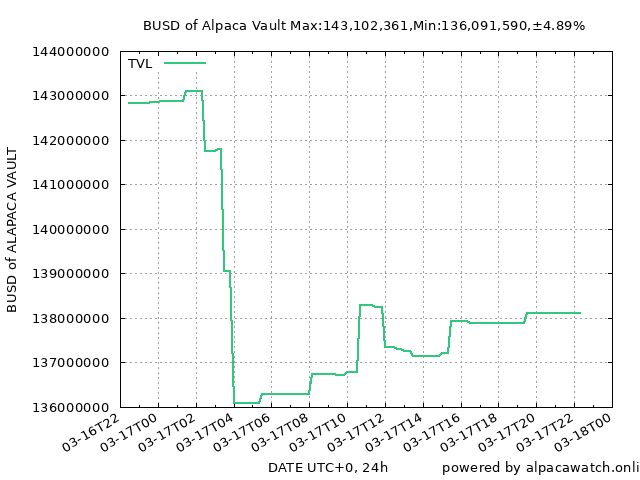 BUSD of Alpaca Vault Max:143,102,361,Min:136,091,590,±4.89%
TVL
144000000
143000000
142000000
141000000
140000000
139000000
138000000
137000000
136000000
BUSD of ALAPACA VAULT
03-16T22
03-17T00
03-17T02
03-17T04
03-17T06
03-17T08
03-17T10
03-17T12
03-17T14
03-17T16
03-17T18
03-17T20
03-17T22
03-18T00
DATE UTC+0, 24h
powered by alpacawatch.onli